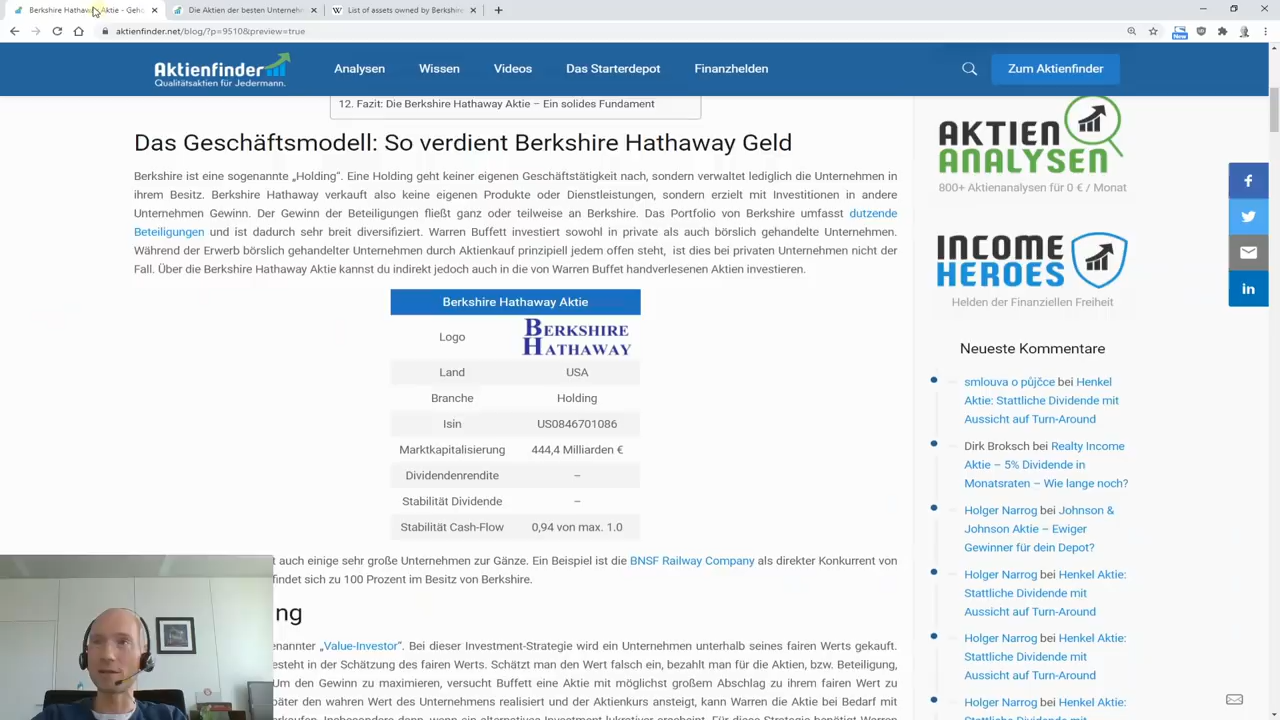 Berkshire Hathaway Aktie - Geho
Die Aktien der besten Unternehm
List of assets owned by Berkshire
aktienfinder.net/blog/?p=9510&preview=true
New
Aktienfinder
Qualitätsaktien für Jedermann.
Analysen
Wissen
Videos
Das Starterdepot
Finanzhelden
Zum Aktienfinder
12. Fazit: Die Berkshire Hathaway Aktie – Ein solides Fundament
Das Geschäftsmodell: So verdient Berkshire Hathaway Geld
Berkshire ist eine sogenannte „Holding“. Eine Holding geht keiner eigenen Geschäftstätigkeit nach, sondern verwaltet lediglich die Unternehmen in
ihrem Besitz. Berkshire Hathaway verkauft also keine eigenen Produkte oder Dienstleistungen, sondern erzielt mit Investitionen in andere
Unternehmen Gewinn. Der Gewinn der Beteiligungen fließt ganz oder teilweise an Berkshire. Das Portfolio von Berkshire umfasst dutzende
Beteiligungen und ist dadurch sehr breit diversifiziert. Warren Buffett investiert sowohl in private als auch börslich gehandelte Unternehmen.
Während der Erwerb börslich gehandelter Unternehmen durch Aktienkauf prinzipiell jedem offen steht, ist dies bei privaten Unternehmen nicht der
Fall. Über die Berkshire Hathaway Aktie kannst du indirekt jedoch auch in die von Warren Buffet handverlesenen Aktien investieren.
Berkshire Hathaway Aktie
Logo
BERKSHIRE
HATHAWAY
Land USA
Branche Holding
Isin US0846701086
Marktkapitalisierung 444,4 Milliarden €
Dividendenrendite –
Stabilität Dividende –
Stabilität Cash-Flow 0,94 von max. 1.0
t auch einige sehr große Unternehmen zur Gänze. Ein Beispiel ist die BNSF Railway Company als direkter Konkurrent von
findet sich zu 100 Prozent im Besitz von Berkshire.
ng
enannter „Value-Investor“. Bei dieser Investment-Strategie wird ein Unternehmen unterhalb seines fairen Werts gekauft.
esteht in der Schätzung des fairen Werts. Schätzt man den Wert falsch ein, bezahlt man für die Aktien, bzw. Beteiligung,
Um den Gewinn zu maximieren, versucht Buffett eine Aktie mit möglichst großem Abschlag zu ihrem fairen Wert zu
päter den wahren Wert des Unternehmens realisiert und der Aktienkurs ansteigt, kann Warren die Aktie bei Bedarf mit
AKTIEN
ANALYSEN
800+ Aktienanalysen für 0 € / Monat
INCOME
HEROES
Helden der Finanziellen Freiheit
Neueste Kommentare
smlouva o půjčce bei Henkel
Aktie: Stattliche Dividende mit
Aussicht auf Turn-Around
Dirk Broksch bei Realty Income
Aktie – 5% Dividende in
Monatsraten – Wie lange noch?
Holger Narrog bei Johnson &
Johnson Aktie – Ewiger
Gewinner für dein Depot?
Holger Narrog bei Henkel Aktie:
Stattliche Dividende mit
Aussicht auf Turn-Around
Holger Narrog bei Henkel Aktie:
Stattliche Dividende mit
Aussicht auf Turn-Around
Holger Narrog bei Henkel Aktie:
Stattliche Dividende mit